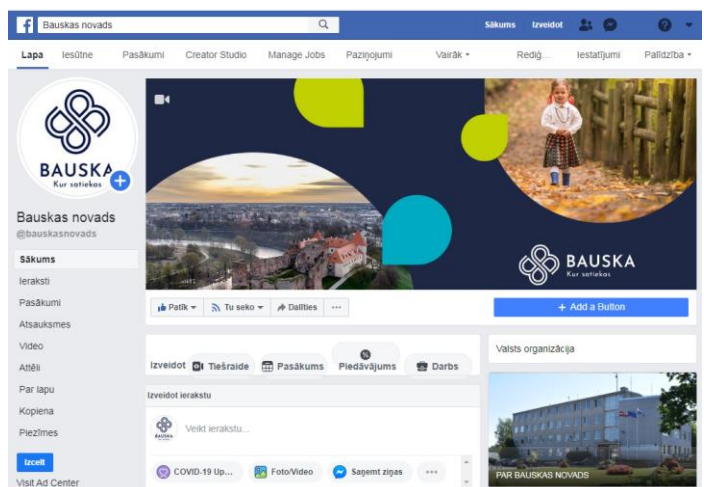 Bauskas novads
Sākums Izveidot
Lapa Iesūtne Pasākumi Creator Studio Manage Jobs Paziņojumi Vairāk Rediģ... Iestatījumi Palīdzība
BAUSKA
Kur satiekas
Bauskas novads
@bauskasnovads
Sākums
Ieraksti
Pasākumi
Atsauksmes
Video
Attēli
Par lapu
Kopiena
Piezīmes
Izcelt
Visit Ad Center
BAUSKA
Kur satiekas
Patīk Tu seko Dalīties ...
+ Add a Button
Izveidot Tiešraide Pasākums Piedāvājums Darbs
Izveidot ierakstu
BAUSKA
Veikt ierakstu...
COVID-19 Up... Foto/Video Saņemt ziņas ...
Valsts organizācija
PAR BAUSKAS NOVADS